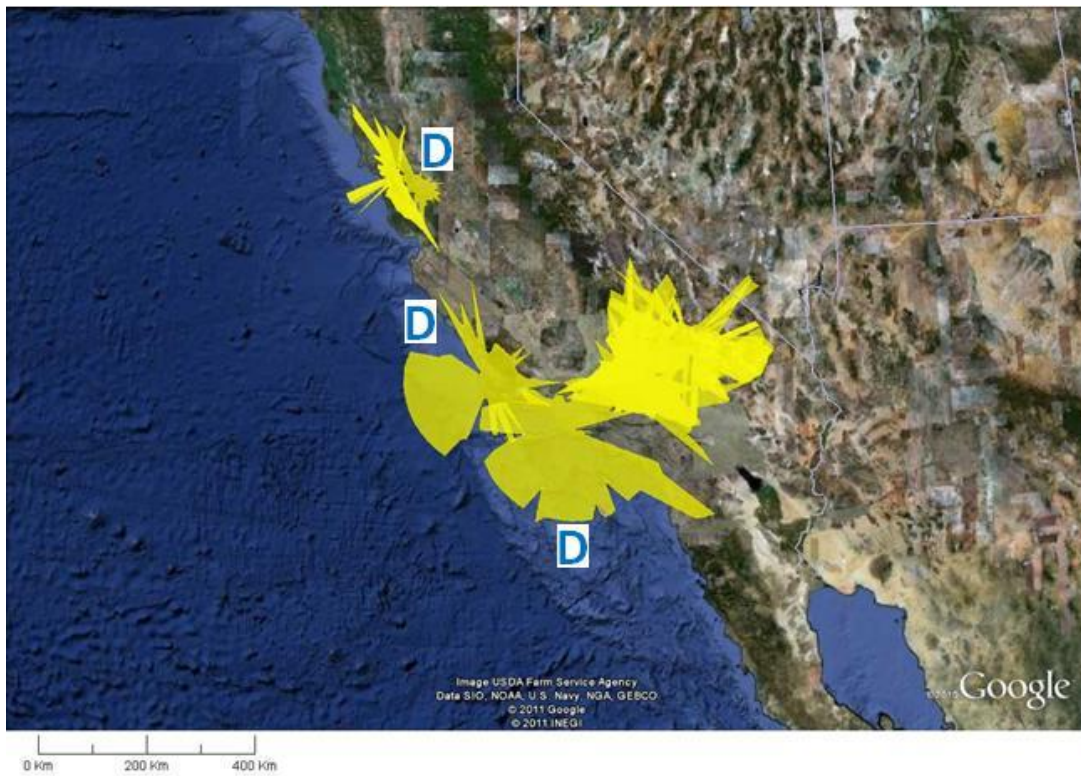 D
D
D
Image USDA Farm Service Agency
Data SIO, NOAA, U.S. Navy, NGA, GEBCO
© 2011 Google
© 2011 INEGI
Google
0 Km 200 Km 400 Km